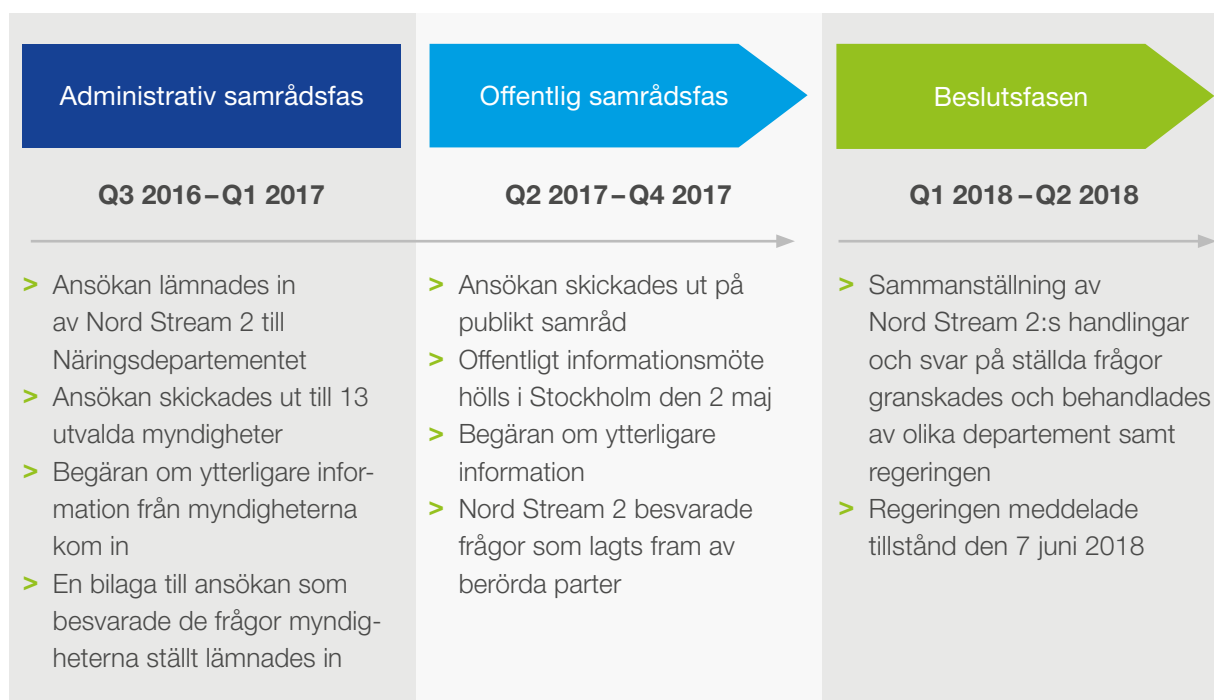 Administrativ samrådsfas
Q3 2016–Q1 2017
> Ansökan lämnades in
av Nord Stream 2 till
Näringsdepartementet
> Ansökan skickades ut till 13
utvalda myndigheter
> Begäran om ytterligare infor-
mation från myndigheterna
kom in
> En bilaga till ansökan som
besvarade de frågor myndig-
heterna ställt lämnades in
Offentlig samrådsfas
Q2 2017–Q4 2017
> Ansökan skickades ut på
publikt samråd
> Offentligt informationsmöte
hölls i Stockholm den 2 maj
> Begäran om ytterligare
information
> Nord Stream 2 besvarade
frågor som lagts fram av
berörda parter
Beslutsfasen
Q1 2018–Q2 2018
> Sammanställning av
Nord Stream 2:s handlingar
och svar på ställda frågor
granskades och behandlades
av olika departement samt
regeringen
> Regeringen meddelade
tillstånd den 7 juni 2018